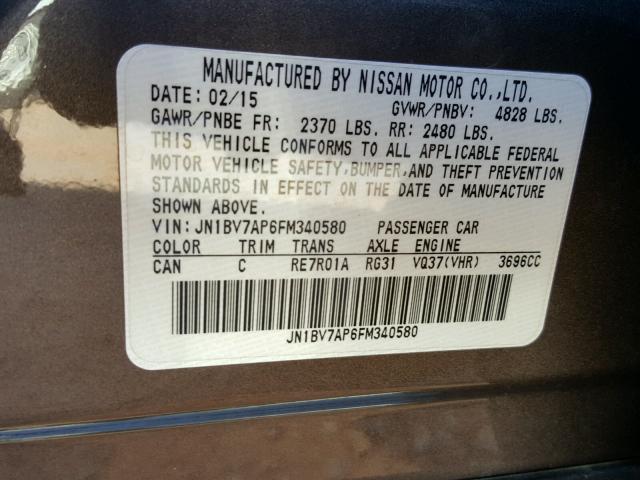 MANUFACTURED BY NISSAN MOTOR CO.,LTD.
DATE: 02/15 GVWR/PNBV: 4828 LBS.
GAWR/PNBE FR: 2370 LBS. RR: 2480 LBS.
THIS VEHICLE CONFORMS TO ALL APPLICABLE FEDERAL
MOTOR VEHICLE SAFETY,BUMPER,AND THEFT PREVENTION
STANDARDS IN EFFECT ON THE DATE OF MANUFACTURE
SHOWN ABOVE.
VIN: JN1BV7AP6FM340580 PASSENGER CAR
COLOR TRIM TRANS AXLE ENGINE
CAN C RE7R01A RG31 VQ37(VHR) 3696CC
JN1BV7AP6FM340580